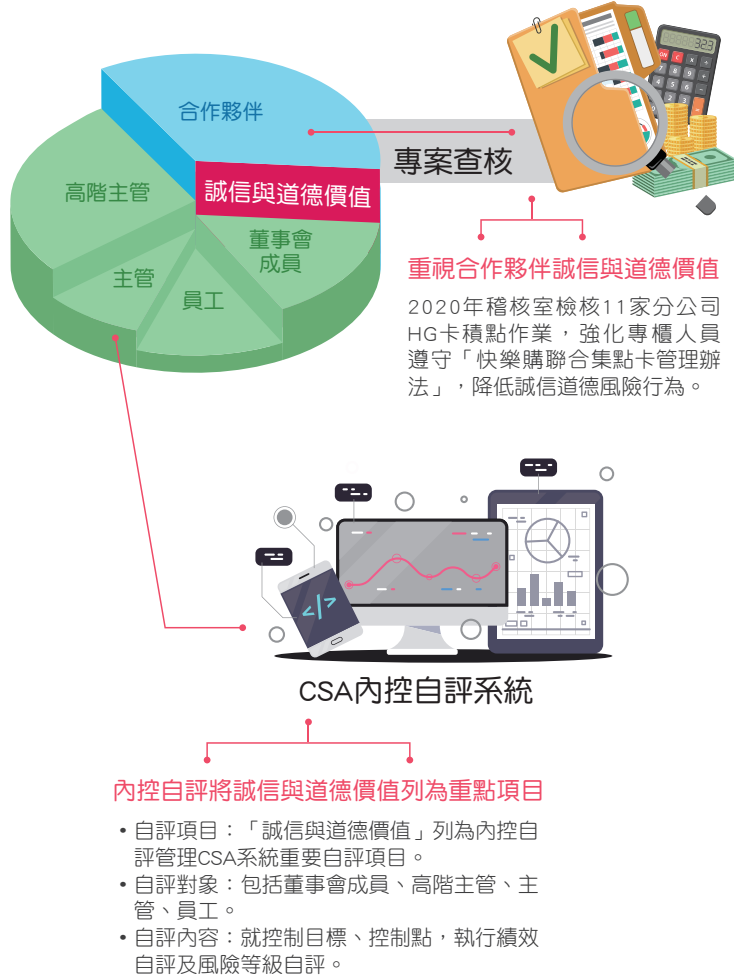 合作夥伴
專案查核
高階主管
誠信與道德價值
董事會
成員
主管
員工
重視合作夥伴誠信與道德價值
2020年稽核室檢核11家分公司
HG卡積點作業，強化專櫃人員
遵守「快樂購聯合集點卡管理辦
法」，降低誠信道德風險行為。
</>
CSA內控自評系統
內控自評將誠信與道德價值列為重點項目
•自評項目：「誠信與道德價值」列為內控自
評管理CSA系統重要自評項目。
•自評對象：包括董事會成員、高階主管、主
管、員工。
•自評內容：就控制目標、控制點，執行績效
自評及風險等級自評。